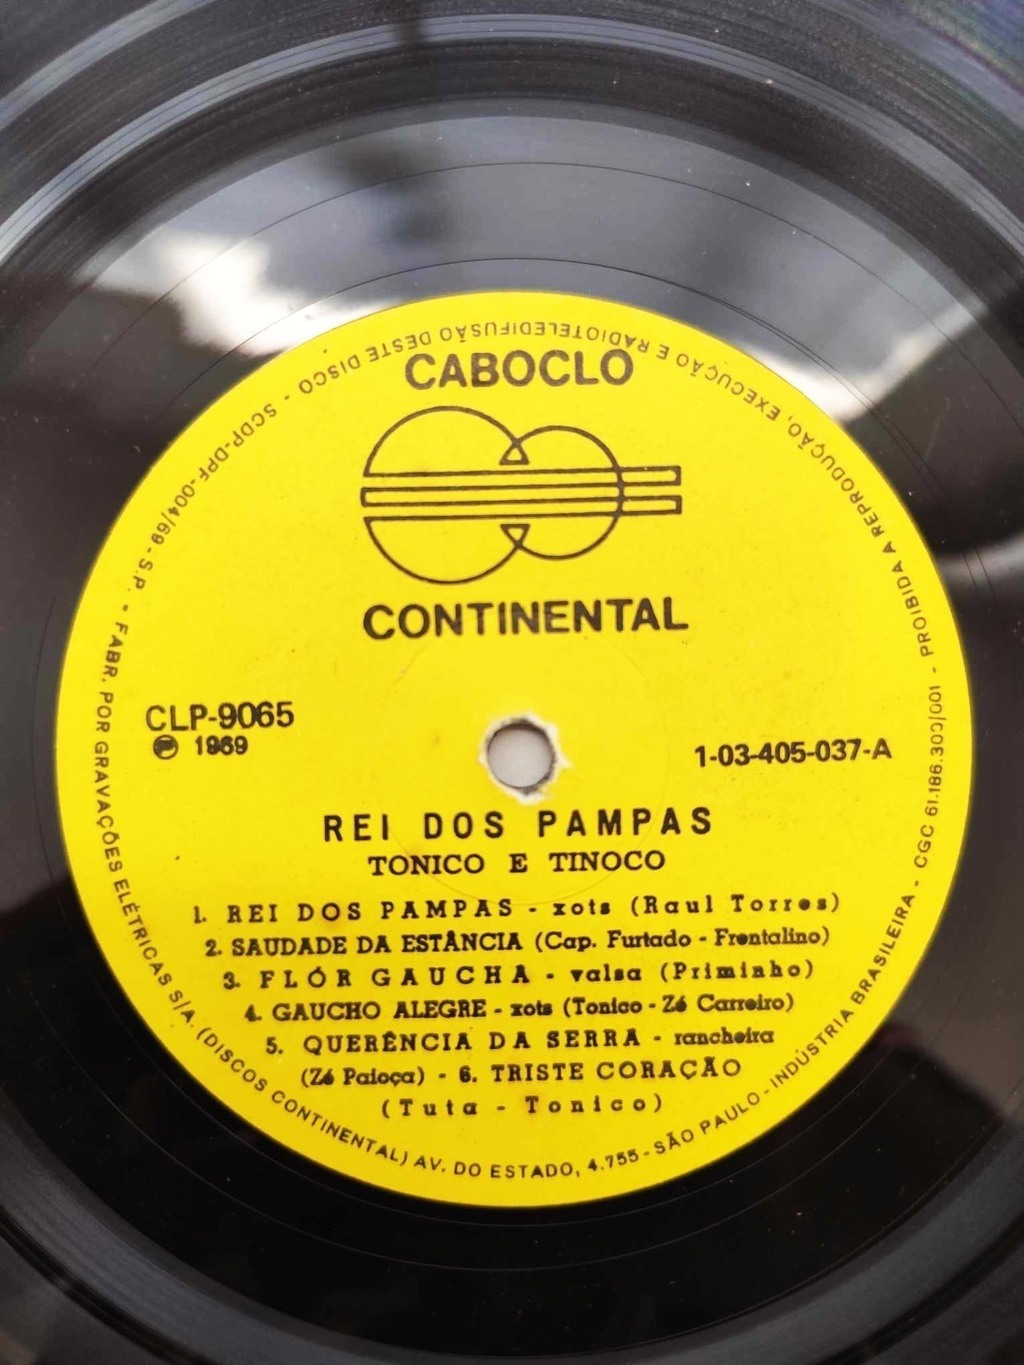 CABOCLO
CONTINENTAL
CLP-9065
℗ 1969
1-03-405-037-A
REI DOS PAMPAS
TONICO E TINOCO
1. REI DOS PAMPAS - xots (Raul Torres)
2. SAUDADE DA ESTÂNCIA (Cap. Furtado - Frontalino)
3. FLÓR GAUCHA - valsa (Priminho)
4. GAUCHO ALEGRE - xots (Tonico - Zé Carreiro)
5. QUERÊNCIA DA SERRA - rancheira
(Zé Paioça) - 6. TRISTE CORAÇÃO
(Tuta - Tonico)
FABR. POR GRAVAÇÕES ELÉTRICAS S/A. (DISCOS CONTINENTAL) AV. DO ESTADO, 4.755 - SÃO PAULO - INDÚSTRIA BRASILEIRA - CGC 61.186.300/001 - PROIBIDA A REPRODUÇÃO, EXECUÇÃO E RADIOTELEDIFUSÃO DESTE DISCO - SCDP-DPF-004/69 - S.P. -